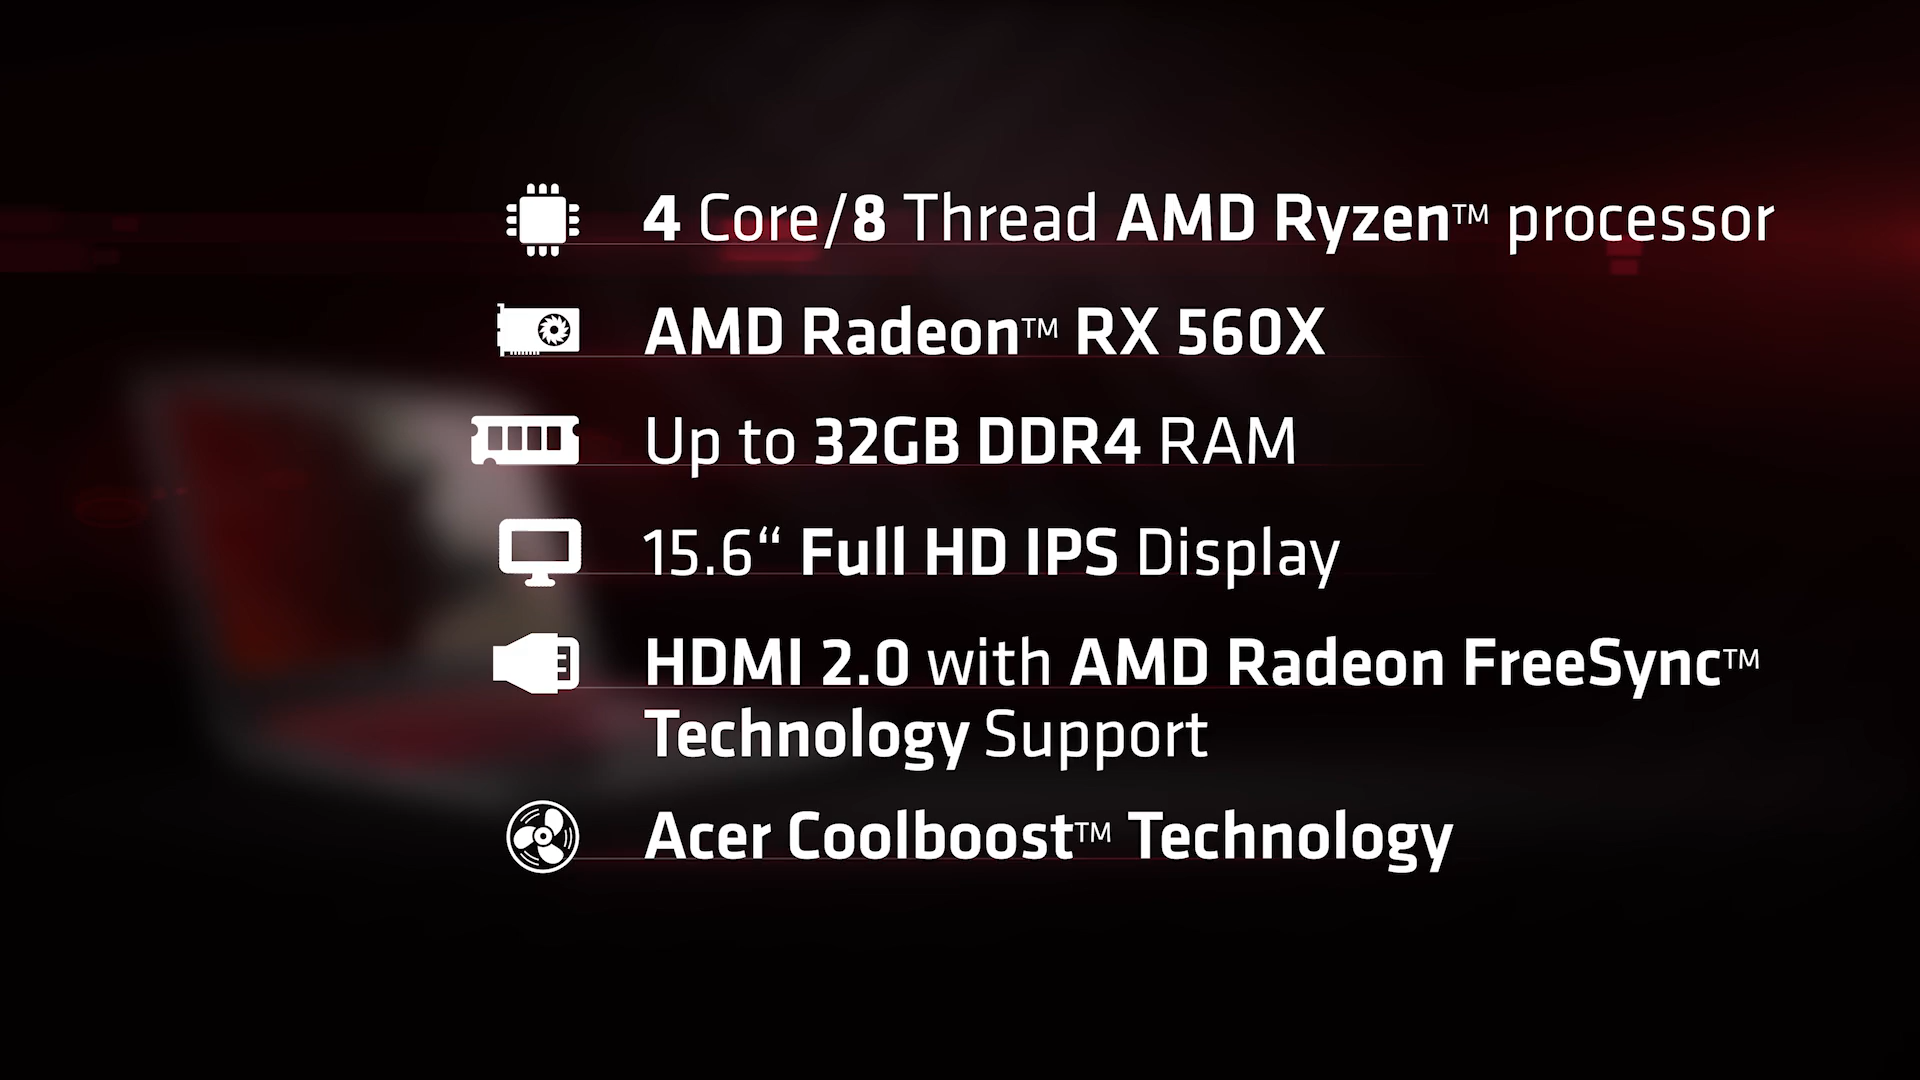 4 Core/8 Thread AMD Ryzen™ processor
AMD Radeon™ RX 560X
Up to 32GB DDR4 RAM
15.6“ Full HD IPS Display
HDMI 2.0 with AMD Radeon FreeSync™
Technology Support
Acer Coolboost™ Technology